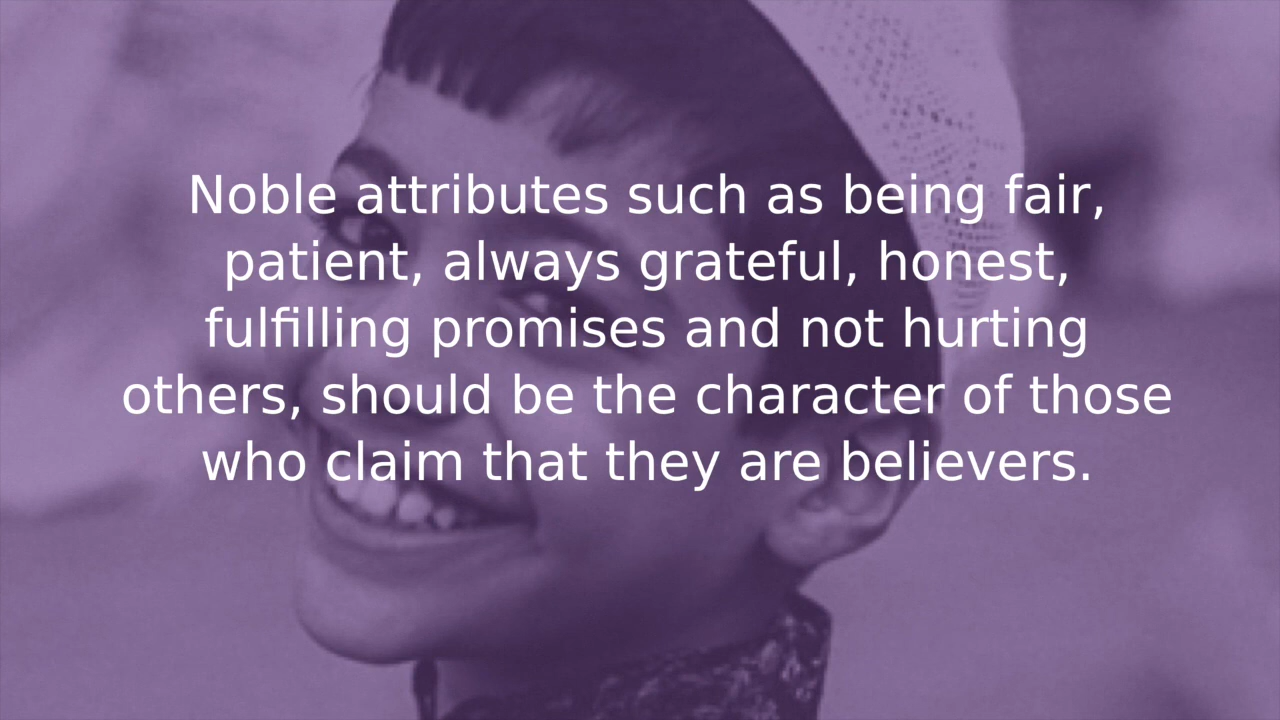 Noble attributes such as being fair,
patient, always grateful, honest,
fulfilling promises and not hurting
others, should be the character of those
who claim that they are believers.